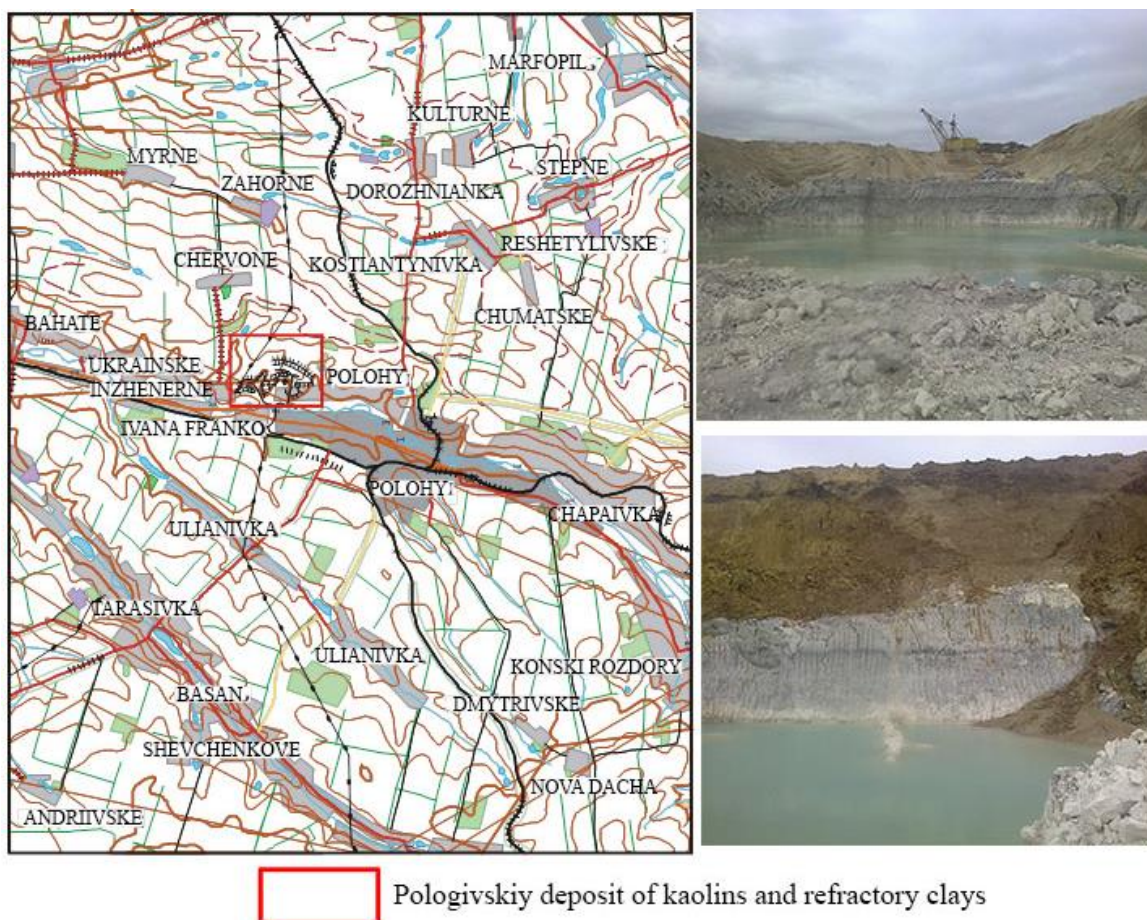 MARFOPIL
KULTURNE
MYRNE
STEPNE
ZAHORNE
DOROZHNIANKA
RESHETYLIVSKE
CHERVONE
KOSTIANTYNIVKA
CHUMATSKE
BAHATE
UKRAINSKE
POLOHY
INZHENERNE
IVANA FRANKO
POLOHY
CHAPAIVKA
ULIANIVKA
TARASIVKA
ULIANIVKA
KONSKI ROZDORY
BASAN
DMYTRIVSKE
SHEVCHENKOVE
NOVA DACHA
ANDRIIVSKE
Pologivskiy deposit of kaolins and refractory clays